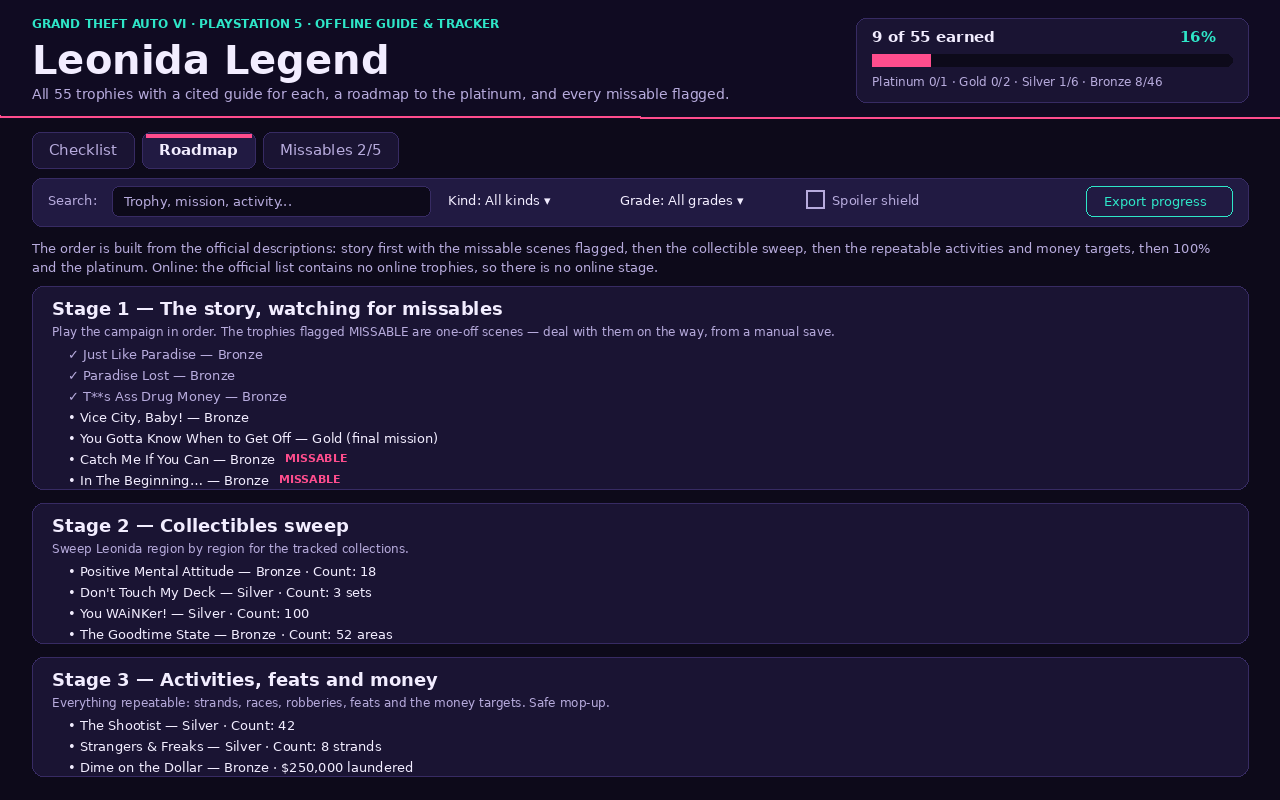 GRAND THEFT AUTO VI · PLAYSTATION 5 · OFFLINE GUIDE & TRACKER
Leonida Legend
All 55 trophies with a cited guide for each, a roadmap to the platinum, and every missable flagged.
9 of 55 earned 16%
Platinum 0/1 · Gold 0/2 · Silver 1/6 · Bronze 8/46
Checklist Roadmap Missables 2/5
Search: Trophy, mission, activity... Kind: All kinds ▾ Grade: All grades ▾ Spoiler shield Export progress
The order is built from the official descriptions: story first with the missable scenes flagged, then the collectible sweep, then the repeatable activities and money targets, then 100%
and the platinum. Online: the official list contains no online trophies, so there is no online stage.
Stage 1 — The story, watching for missables
Play the campaign in order. The trophies flagged MISSABLE are one-off scenes — deal with them on the way, from a manual save.
✓ Just Like Paradise — Bronze
✓ Paradise Lost — Bronze
✓ T**s Ass Drug Money — Bronze
• Vice City, Baby! — Bronze
• You Gotta Know When to Get Off — Gold (final mission)
• Catch Me If You Can — Bronze MISSABLE
• In The Beginning... — Bronze MISSABLE
Stage 2 — Collectibles sweep
Sweep Leonida region by region for the tracked collections.
• Positive Mental Attitude — Bronze · Count: 18
• Don't Touch My Deck — Silver · Count: 3 sets
• You WAiNKer! — Silver · Count: 100
• The Goodtime State — Bronze · Count: 52 areas
Stage 3 — Activities, feats and money
Everything repeatable: strands, races, robberies, feats and the money targets. Safe mop-up.
• The Shootist — Silver · Count: 42
• Strangers & Freaks — Silver · Count: 8 strands
• Dime on the Dollar — Bronze · $250,000 laundered